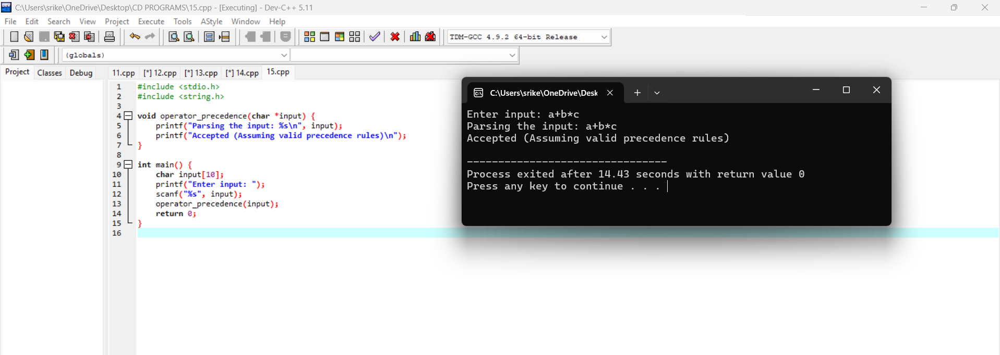 C:\Users\srike\OneDrive\Desktop\CD PROGRAMS\15.cpp - [Executing] - Dev-C++ 5.11
File Edit Search View Project Execute Tools AStyle Window Help
TDM-GCC 4.9.2 64-bit Release
(globals)
Project Classes Debug
11.cpp [*] 12.cpp [*] 13.cpp [*] 14.cpp 15.cpp
1 #include <stdio.h>
2 #include <string.h>
3
4 void operator_precedence(char *input) {
5 printf("Parsing the input: %s\n", input);
6 printf("Accepted (Assuming valid precedence rules)\n");
7 }
8
9 int main() {
10 char input[10];
11 printf("Enter input: ");
12 scanf("%s", input);
13 operator_precedence(input);
14 return 0;
15 }
16
C:\Users\srike\OneDrive\Desk
Enter input: a+b*c
Parsing the input: a+b*c
Accepted (Assuming valid precedence rules)
--------------------------------
Process exited after 14.43 seconds with return value 0
Press any key to continue . . .